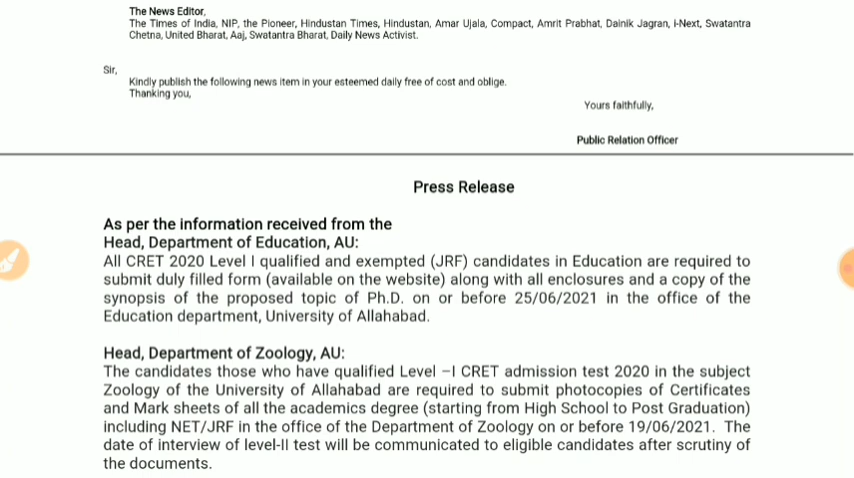 The News Editor,
The Times of India, NIP, the Pioneer, Hindustan Times, Hindustan, Amar Ujala, Compact, Amrit Prabhat, Dainik Jagran, I-Next, Swatantra
Chetna, United Bharat, Aaj, Swatantra Bharat, Daily News Activist.
Sir,
Kindly publish the following news item in your esteemed daily free of cost and oblige.
Thanking you,
Yours faithfully,
Public Relation Officer
Press Release
As per the information received from the
Head, Department of Education, AU:
All CRET 2020 Level I qualified and exempted (JRF) candidates in Education are required to
submit duly filled form (available on the website) along with all enclosures and a copy of the
synopsis of the proposed topic of Ph.D. on or before 25/06/2021 in the office of the
Education department, University of Allahabad.
Head, Department of Zoology, AU:
The candidates those who have qualified Level –I CRET admission test 2020 in the subject
Zoology of the University of Allahabad are required to submit photocopies of Certificates
and Mark sheets of all the academics degree (starting from High School to Post Graduation)
including NET/JRF in the office of the Department of Zoology on or before 19/06/2021. The
date of interview of level-II test will be communicated to eligible candidates after scrutiny of
the documents.